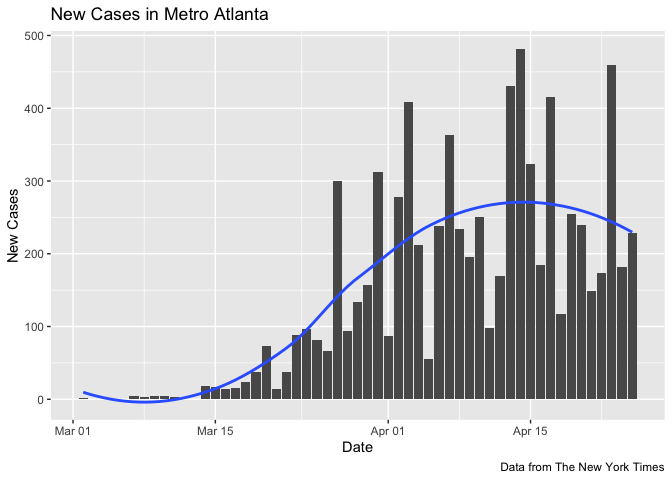 New Cases in Metro Atlanta
500
400
300
200
100
0
New Cases
Mar 01 Mar 15 Apr 01 Apr 15
Date
Data from The New York Times